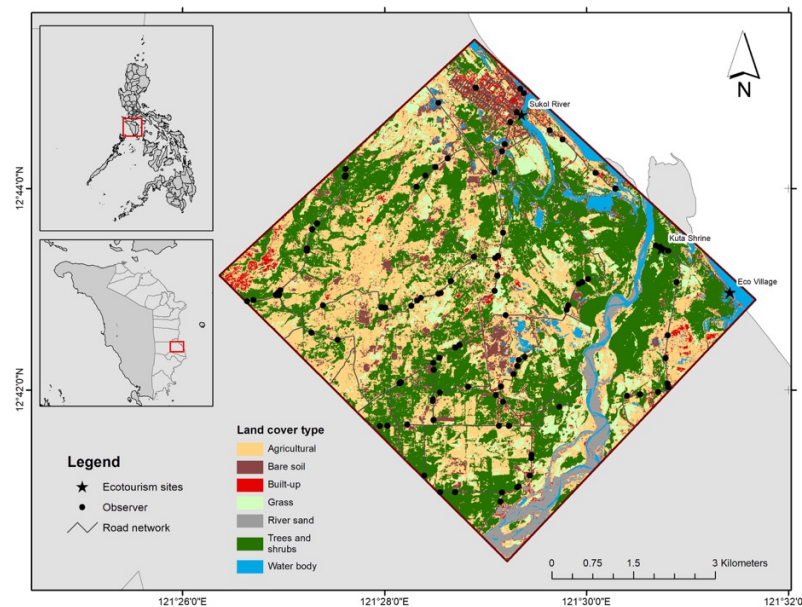 N
Sukol River
Kuta Shrine
Eco Village
12°44'0"N
12°42'0"N
Legend
Ecotourism sites
Observer
Road network
Land cover type
Agricultural
Bare soil
Built-up
Grass
River sand
Trees and
shrubs
Water body
0 0.75 1.5 3 Kilometers
121°26'0"E 121°28'0"E 121°30'0"E 121°32'0